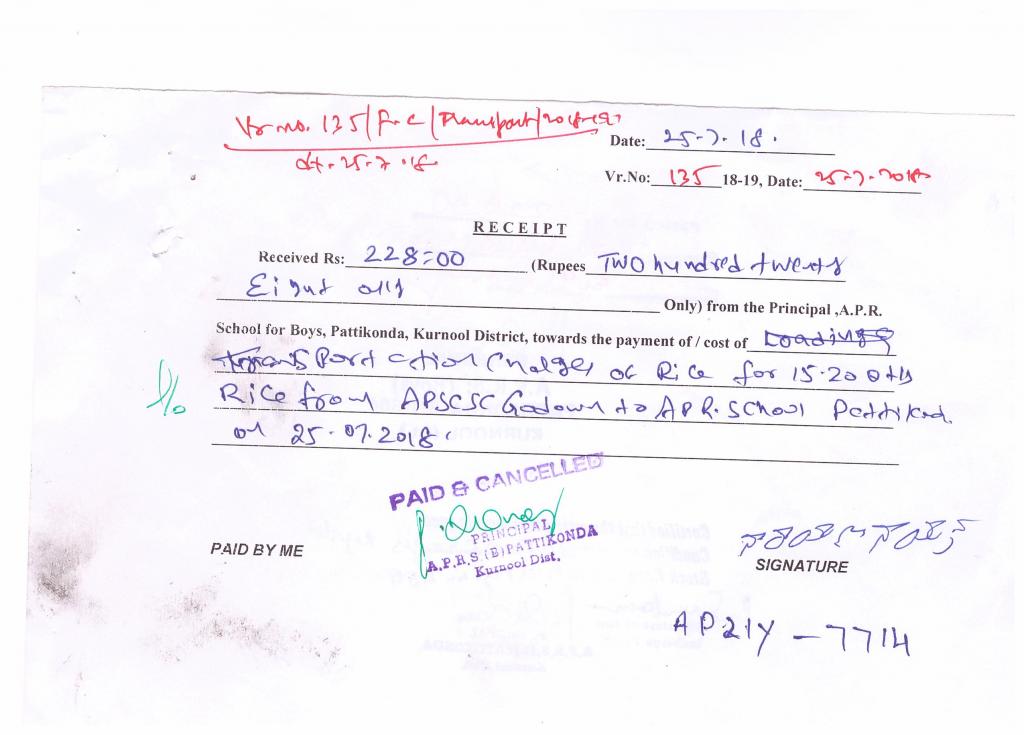 Vr no. 135/F.C/Transport/2018-19
dt. 25-7-18
Date: 25-7-18.
Vr.No: 135 18-19, Date: 25-7-2018
RECEIPT
Received Rs: 228=00 (Rupees TWO hundred twenty
Eight only Only) from the Principal ,A.P.R.
School for Boys, Pattikonda, Kurnool District, towards the payment of / cost of Loading
Transport ation Charges of Rice for 15.20 Qtls
Rice from APSCSC Godown to A.P.R. School Pattikond.
on 25.07.2018.
PAID & CANCELLED
PRINCIPAL
A.P.R.S (B) PATTIKONDA
Kurnool Dist.
PAID BY ME
SIGNATURE
AP21Y - 7714